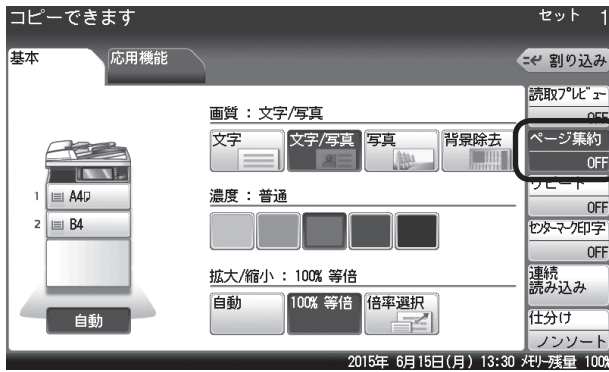 コピーできます
セット 1
基本
応用機能
割り込み
読取プレビュー
OFF
ページ集約
OFF
リピート
OFF
センターマーク印字
OFF
連続
読み込み
仕分け
ノンソート
画質 : 文字/写真
文字
文字/写真
写真
背景除去
濃度 : 普通
拡大/縮小 : 100% 等倍
自動
100% 等倍
倍率選択
1 A4
2 B4
自動
2015年 6月15日(月) 13:30 メモリー残量 100%